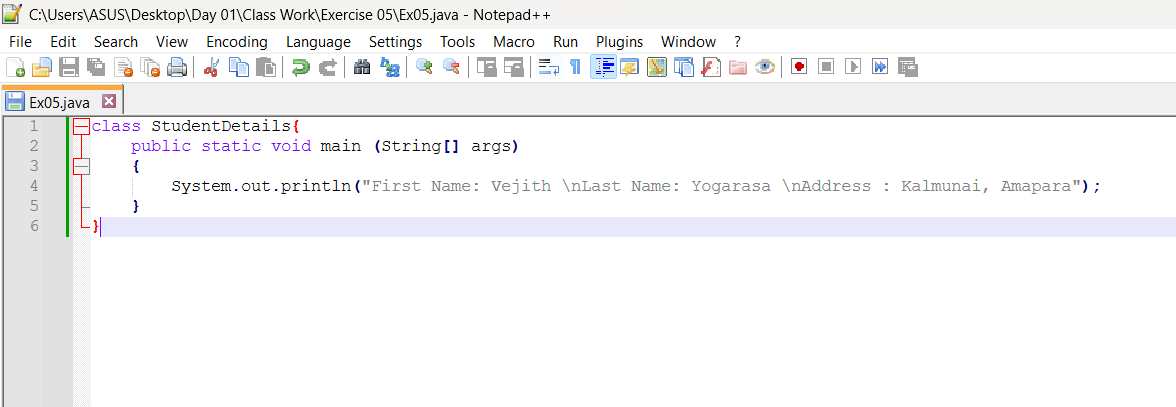 C:\Users\ASUS\Desktop\Day 01\Class Work\Exercise 05\Ex05.java - Notepad++
File Edit Search View Encoding Language Settings Tools Macro Run Plugins Window ?
Ex05.java
1 class StudentDetails{
2     public static void main (String[] args)
3     {
4         System.out.println("First Name: Vejith \nLast Name: Yogarasa \nAddress : Kalmunai, Amapara");
5     }
6 }